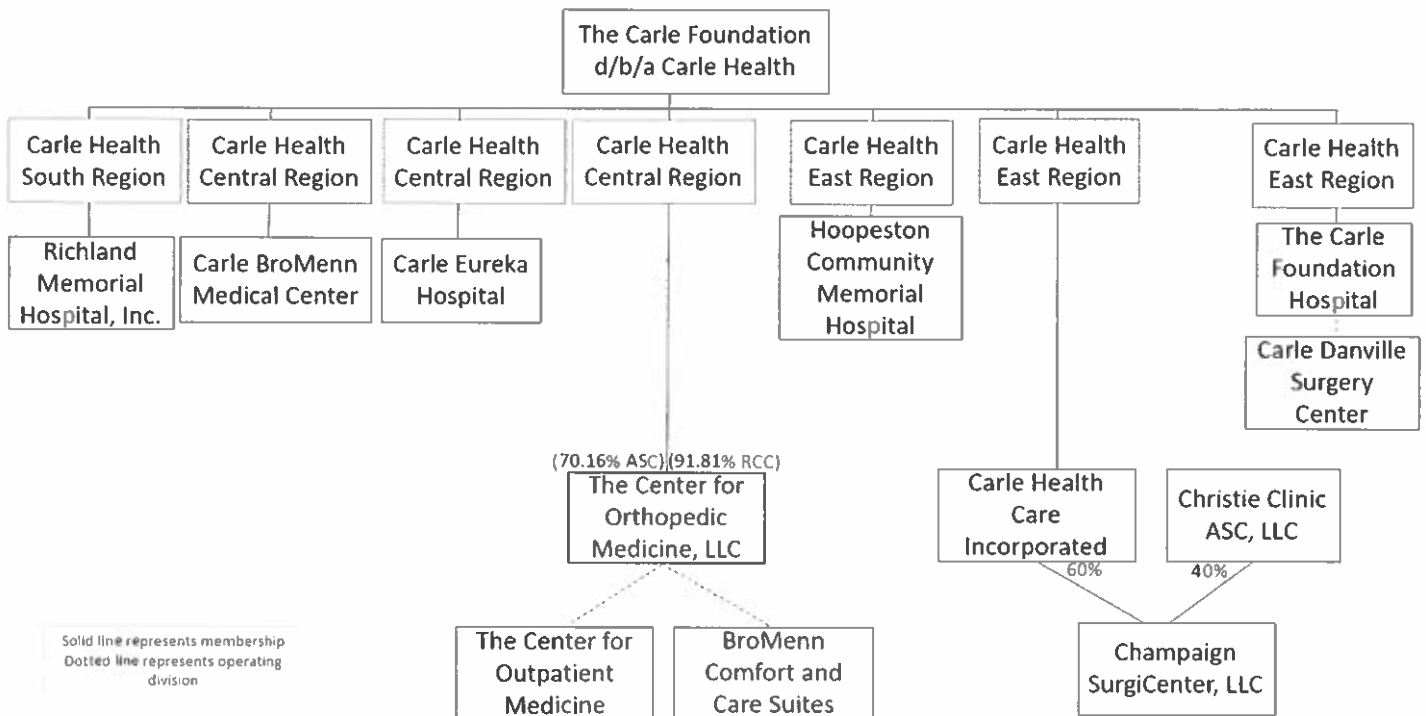 The Carle Foundation
d/b/a Carle Health
Carle Health
South Region
Carle Health
Central Region
Carle Health
Central Region
Carle Health
Central Region
Carle Health
East Region
Carle Health
East Region
Carle Health
East Region
Richland
Memorial
Hospital, Inc.
Carle BroMenn
Medical Center
Carle Eureka
Hospital
Hoopeston
Community
Memorial
Hospital
The Carle
Foundation
Hospital
Carle Danville
Surgery
Center
(70.16% ASC) (91.81% RCC)
The Center for
Orthopedic
Medicine, LLC
Carle Health
Care
Incorporated
Christie Clinic
ASC, LLC
60%
40%
Solid line represents membership
Dotted line represents operating
division
The Center for
Outpatient
Medicine
BroMenn
Comfort and
Care Suites
Champaign
SurgiCenter, LLC